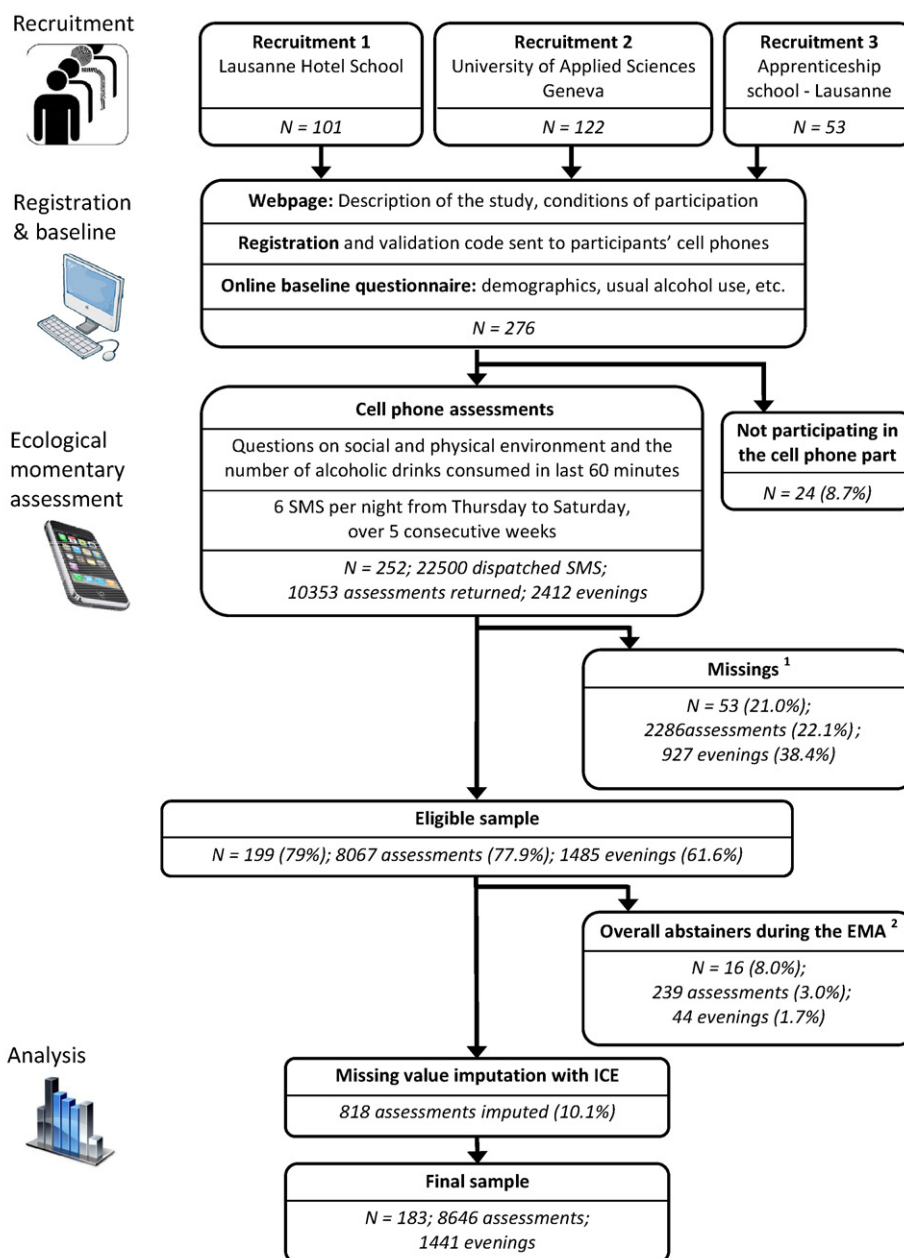 Recruitment
Recruitment 1
Lausanne Hotel School
N = 101
Recruitment 2
University of Applied Sciences
Geneva
N = 122
Recruitment 3
Apprenticeship
school - Lausanne
N = 53
Registration
& baseline
Webpage: Description of the study, conditions of participation
Registration and validation code sent to participants’ cell phones
Online baseline questionnaire: demographics, usual alcohol use, etc.
N = 276
Ecological
momentary
assessment
Cell phone assessments
Questions on social and physical environment and the
number of alcoholic drinks consumed in last 60 minutes
6 SMS per night from Thursday to Saturday,
over 5 consecutive weeks
N = 252; 22500 dispatched SMS;
10353 assessments returned; 2412 evenings
Not participating in
the cell phone part
N = 24 (8.7%)
Missings 1
N = 53 (21.0%);
2286assessments (22.1%) ;
927 evenings (38.4%)
Eligible sample
N = 199 (79%); 8067 assessments (77.9%); 1485 evenings (61.6%)
Overall abstainers during the EMA 2
N = 16 (8.0%);
239 assessments (3.0%);
44 evenings (1.7%)
Analysis
Missing value imputation with ICE
818 assessments imputed (10.1%)
Final sample
N = 183; 8646 assessments;
1441 evenings